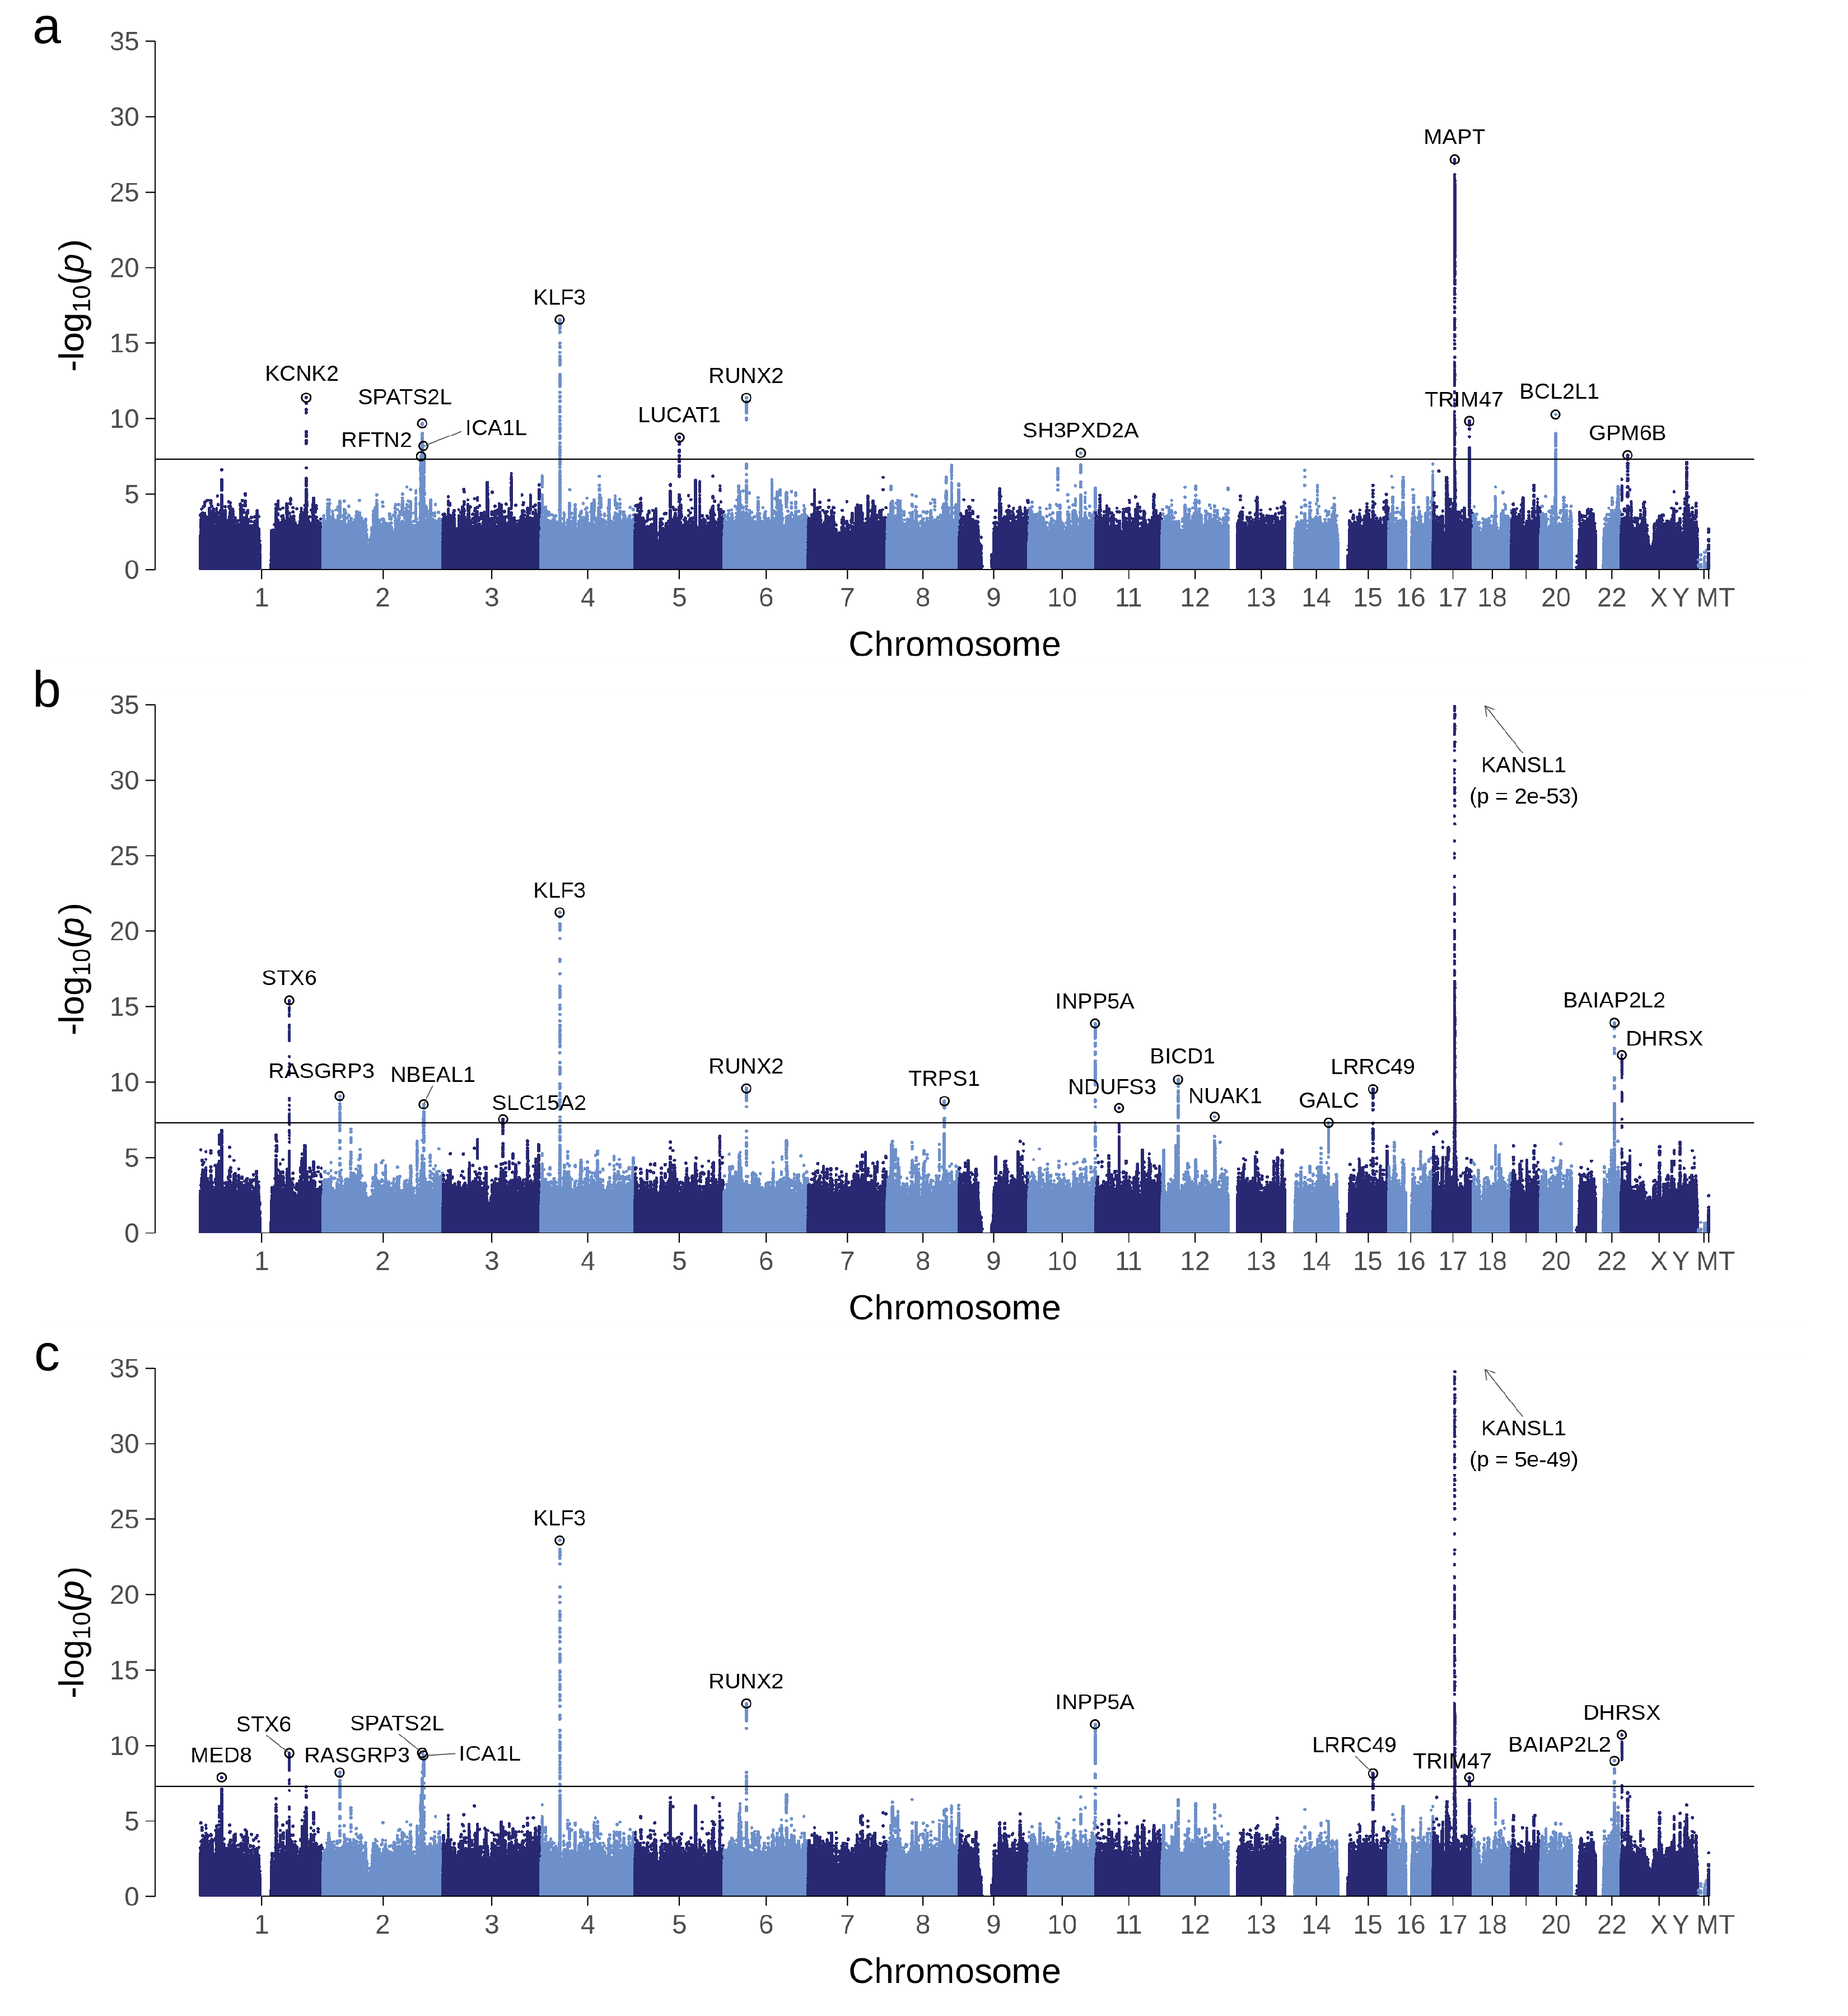 a
35
30
25
20
15
10
5
0
-log10(p)
MAPT
KLF3
KCNK2
RUNX2
SPATS2L
TRIM47
BCL2L1
LUCAT1
RFTN2
ICA1L
SH3PXD2A
GPM6B
1 2 3 4 5 6 7 8 9 10 11 12 13 14 15 16 17 18 20 22 X Y MT
Chromosome
b
35
30
25
20
15
10
5
0
-log10(p)
KANSL1
(p = 2e-53)
KLF3
STX6
INPP5A
BAIAP2L2
DHRSX
RASGRP3
NBEAL1
RUNX2
TRPS1
BICD1
NDUFS3
NUAK1
LRRC49
GALC
SLC15A2
1 2 3 4 5 6 7 8 9 10 11 12 13 14 15 16 17 18 20 22 X Y MT
Chromosome
c
35
30
25
20
15
10
5
0
-log10(p)
KANSL1
(p = 5e-49)
KLF3
RUNX2
INPP5A
DHRSX
STX6
SPATS2L
MED8
RASGRP3
ICA1L
LRRC49
TRIM47
BAIAP2L2
1 2 3 4 5 6 7 8 9 10 11 12 13 14 15 16 17 18 20 22 X Y MT
Chromosome